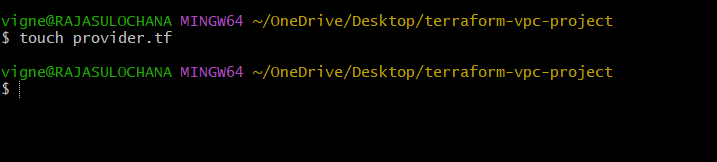 vigne@RAJASULOCHANA MINGW64 ~/OneDrive/Desktop/terraform-vpc-project
$ touch provider.tf
vigne@RAJASULOCHANA MINGW64 ~/OneDrive/Desktop/terraform-vpc-project
$